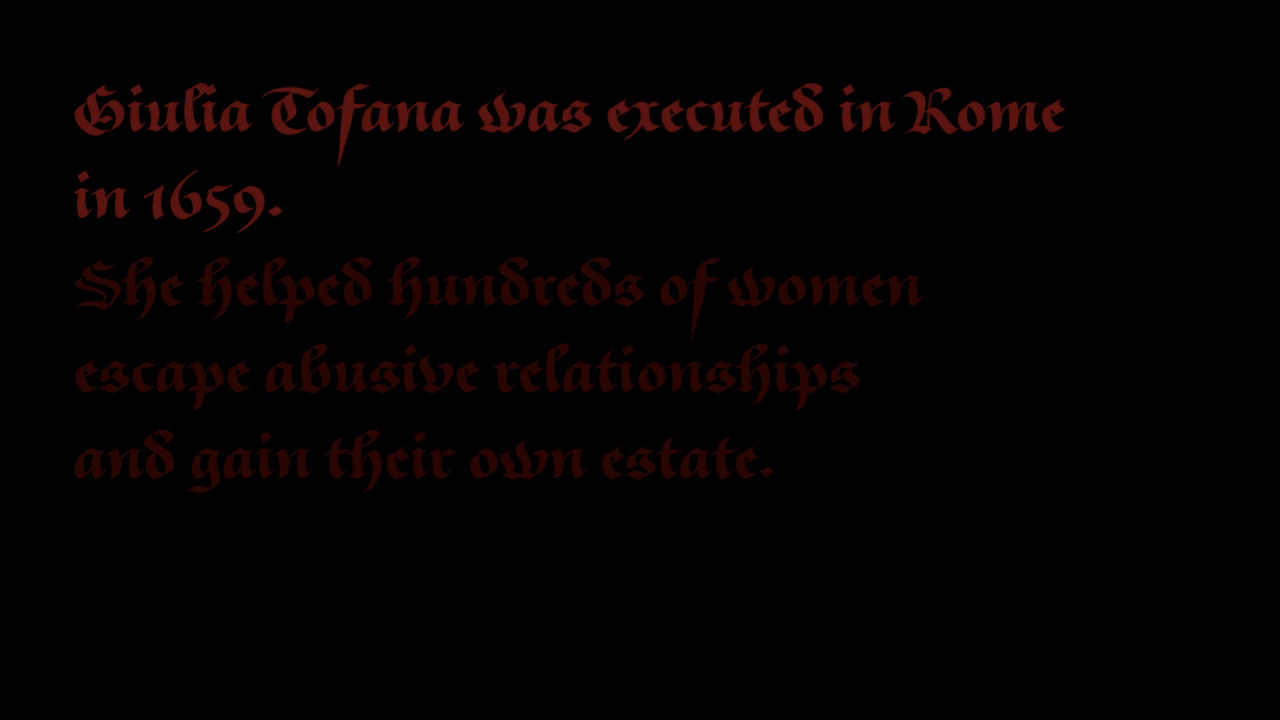 Giulia Tofana was executed in Rome
in 1659.
She helped hundreds of women
escape abusive relationships
and gain their own estate.